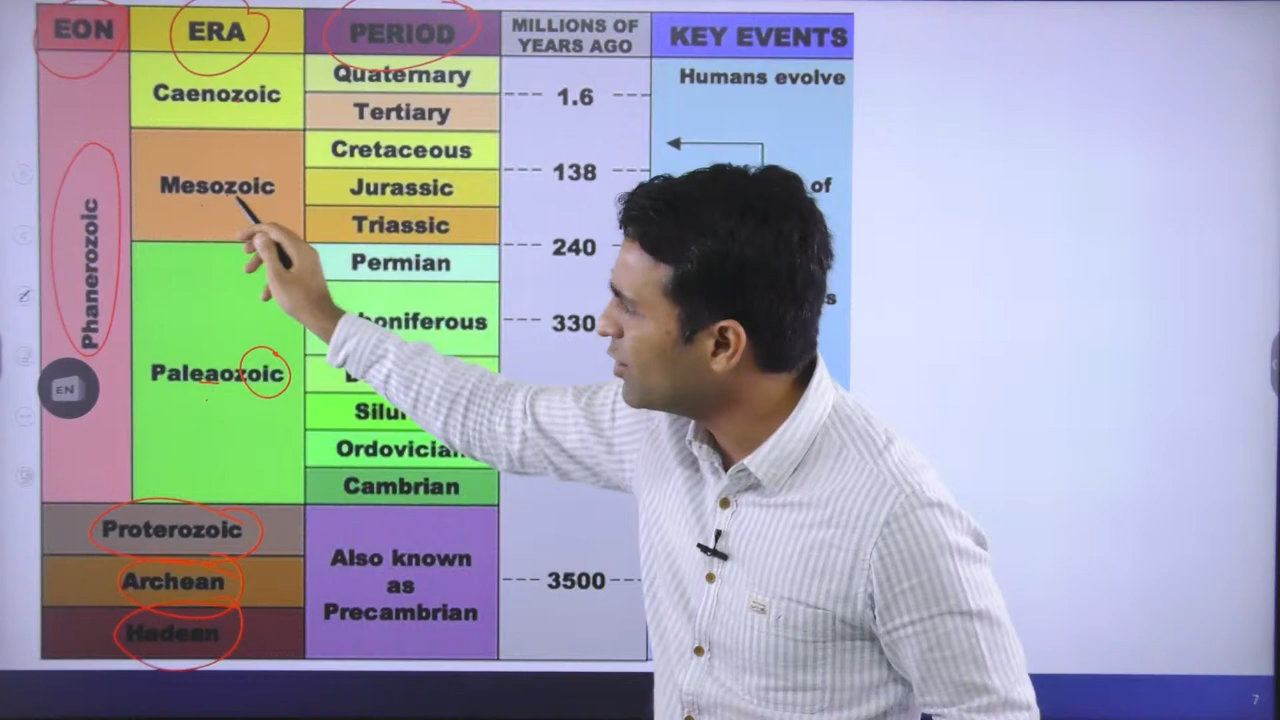 EON ERA PERIOD MILLIONS OF YEARS AGO KEY EVENTS
Caenozoic
Quaternary
Humans evolve
1.6
Tertiary
Cretaceous
138
Mesozoic
Jurassic
of
Triassic
240
Phanerozoic
Permian
boniferous
330
s
Paleaozoic
EN
Silu
Ordovician
Cambrian
Proterozoic
Also known
as
Precambrian
Archean
3500
Hadean
7